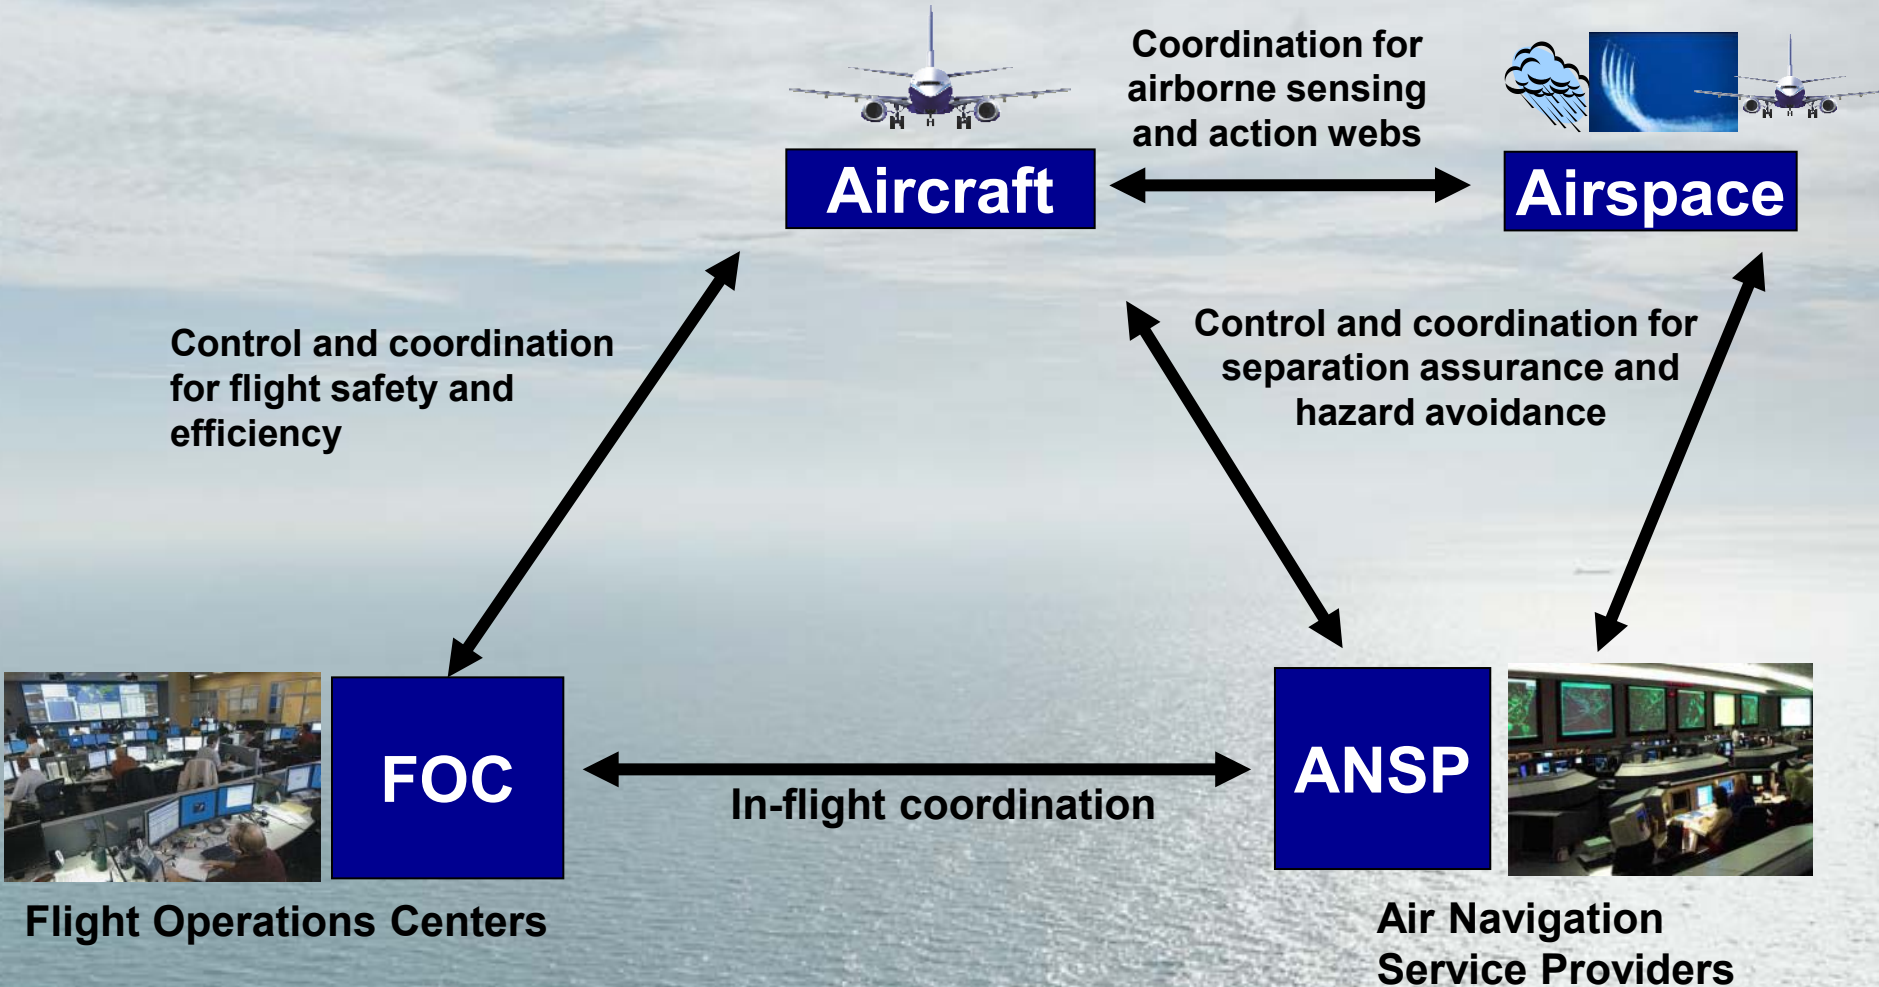 Coordination for
airborne sensing
and action webs
Aircraft
Airspace
Control and coordination
for flight safety and
efficiency
Control and coordination for
separation assurance and
hazard avoidance
FOC
ANSP
In-flight coordination
Flight Operations Centers
Air Navigation
Service Providers